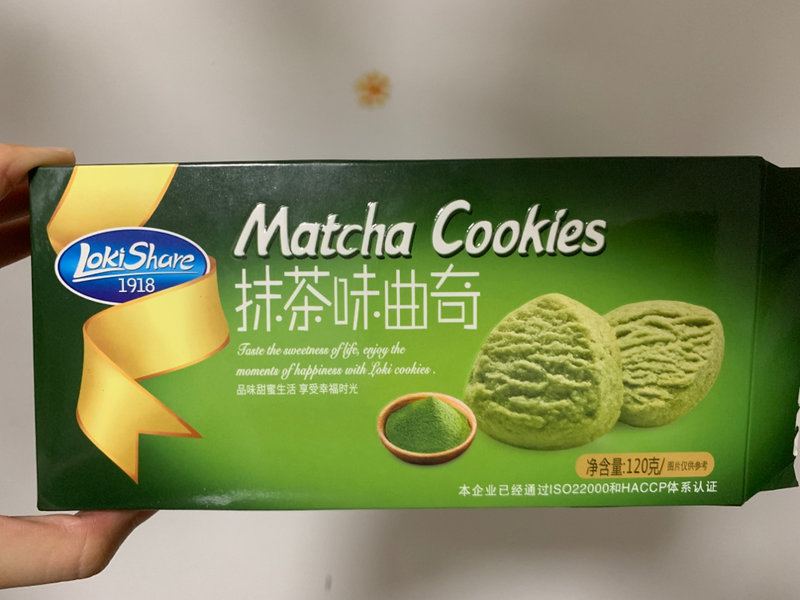 LokiShare
1918
Matcha Cookies
抹茶味曲奇
Taste the sweetness of life, enjoy the
moments of happiness with Loki cookies .
品味甜蜜生活 享受幸福时光
净含量:120克/ 图片仅供参考
本企业已经通过ISO22000和HACCP体系认证